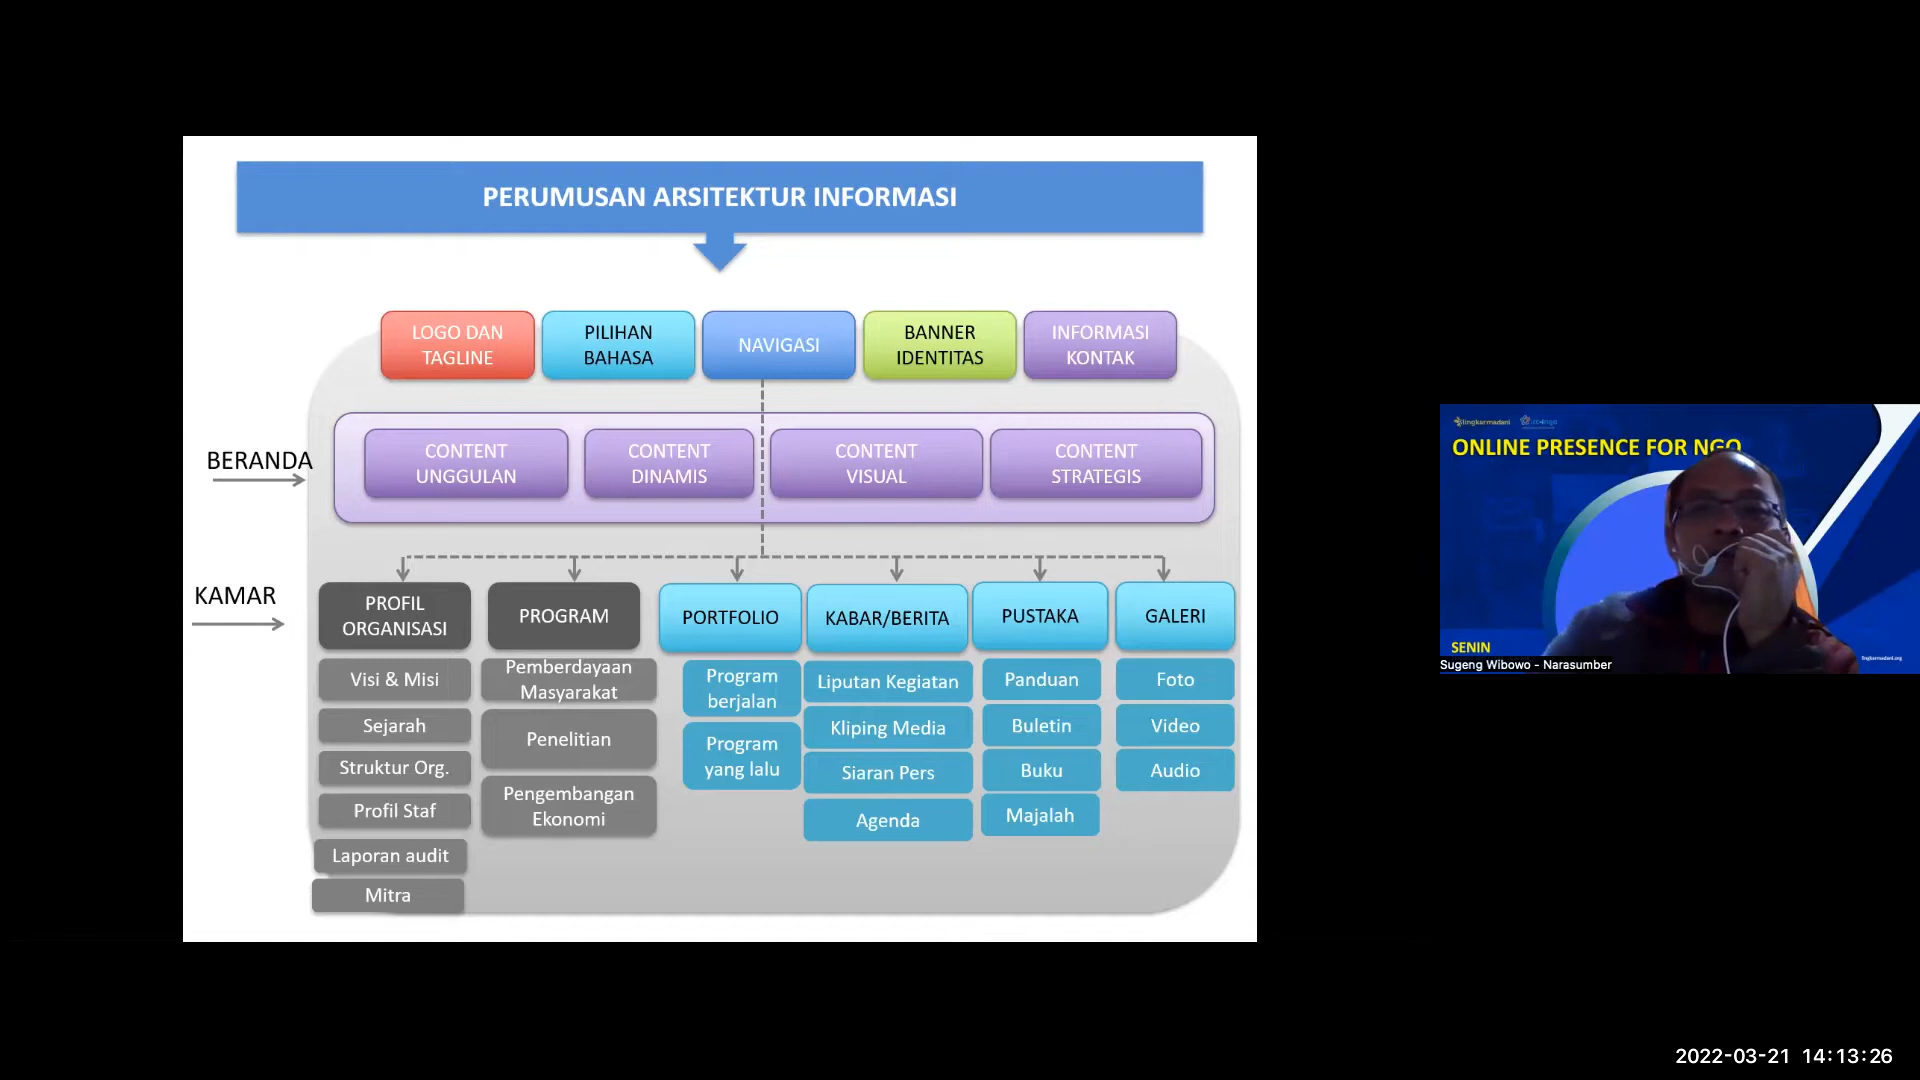 PERUMUSAN ARSITEKTUR INFORMASI
LOGO DAN
TAGLINE
PILIHAN
BAHASA
NAVIGASI
BANNER
IDENTITAS
INFORMASI
KONTAK
BERANDA
CONTENT
UNGGULAN
CONTENT
DINAMIS
CONTENT
VISUAL
CONTENT
STRATEGIS
KAMAR
PROFIL
ORGANISASI
Visi & Misi
Sejarah
Struktur Org.
Profil Staf
Laporan audit
Mitra
PROGRAM
Pemberdayaan
Masyarakat
Penelitian
Pengembangan
Ekonomi
PORTFOLIO
Program
berjalan
Program
yang lalu
KABAR/BERITA
Liputan Kegiatan
Kliping Media
Siaran Pers
Agenda
PUSTAKA
Panduan
Buletin
Buku
Majalah
GALERI
Foto
Video
Audio
lingkarmadani
ONLINE PRESENCE FOR NGO
SENIN
Sugeng Wibowo - Narasumber
lingkarmadani.org
2022-03-21 14:13:26